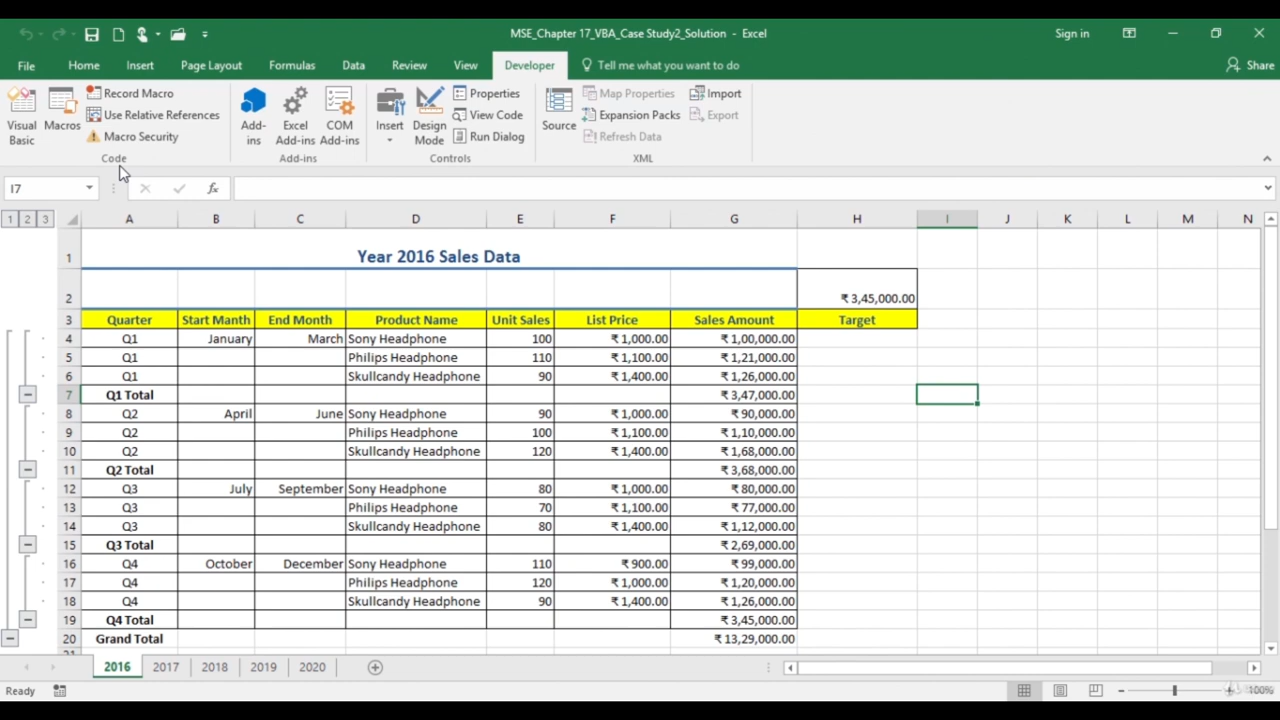 MSE_Chapter 17_VBA_Case Study2_Solution - Excel
Sign in
File Home Insert Page Layout Formulas Data Review View Developer Tell me what you want to do Share
Visual Basic
Macros
Record Macro
Use Relative References
Macro Security
Code
Add-ins
Excel Add-ins
COM Add-ins
Add-ins
Insert
Design Mode
Properties
View Code
Run Dialog
Controls
Source
Map Properties
Expansion Packs
Refresh Data
Import
Export
XML
I7
fx
1 2 3 A B C D E F G H I J K L M N
1 Year 2016 Sales Data
2 ₹ 3,45,000.00
3 Quarter Start Manth End Month Product Name Unit Sales List Price Sales Amount Target
4 Q1 January March Sony Headphone 100 ₹ 1,000.00 ₹ 1,00,000.00
5 Q1 Philips Headphone 110 ₹ 1,100.00 ₹ 1,21,000.00
6 Q1 Skullcandy Headphone 90 ₹ 1,400.00 ₹ 1,26,000.00
7 Q1 Total ₹ 3,47,000.00
8 Q2 April June Sony Headphone 90 ₹ 1,000.00 ₹ 90,000.00
9 Q2 Philips Headphone 100 ₹ 1,100.00 ₹ 1,10,000.00
10 Q2 Skullcandy Headphone 120 ₹ 1,400.00 ₹ 1,68,000.00
11 Q2 Total ₹ 3,68,000.00
12 Q3 July September Sony Headphone 80 ₹ 1,000.00 ₹ 80,000.00
13 Q3 Philips Headphone 70 ₹ 1,100.00 ₹ 77,000.00
14 Q3 Skullcandy Headphone 80 ₹ 1,400.00 ₹ 1,12,000.00
15 Q3 Total ₹ 2,69,000.00
16 Q4 October December Sony Headphone 110 ₹ 900.00 ₹ 99,000.00
17 Q4 Philips Headphone 120 ₹ 1,000.00 ₹ 1,20,000.00
18 Q4 Skullcandy Headphone 90 ₹ 1,400.00 ₹ 1,26,000.00
19 Q4 Total ₹ 3,45,000.00
20 Grand Total ₹ 13,29,000.00
2016 2017 2018 2019 2020
Ready 100%